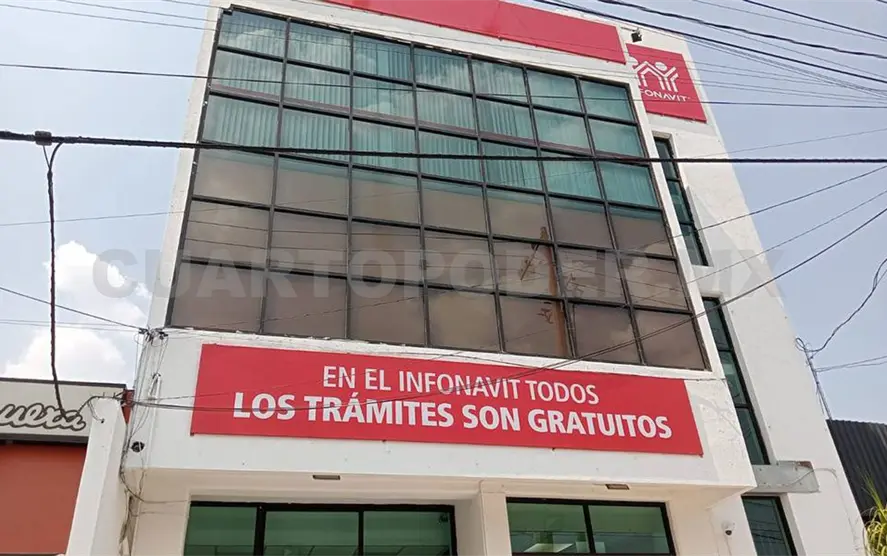 INFONAVIT
CUARTOPODER.MX
EN EL INFONAVIT TODOS
LOS TRÁMITES SON GRATUITOS